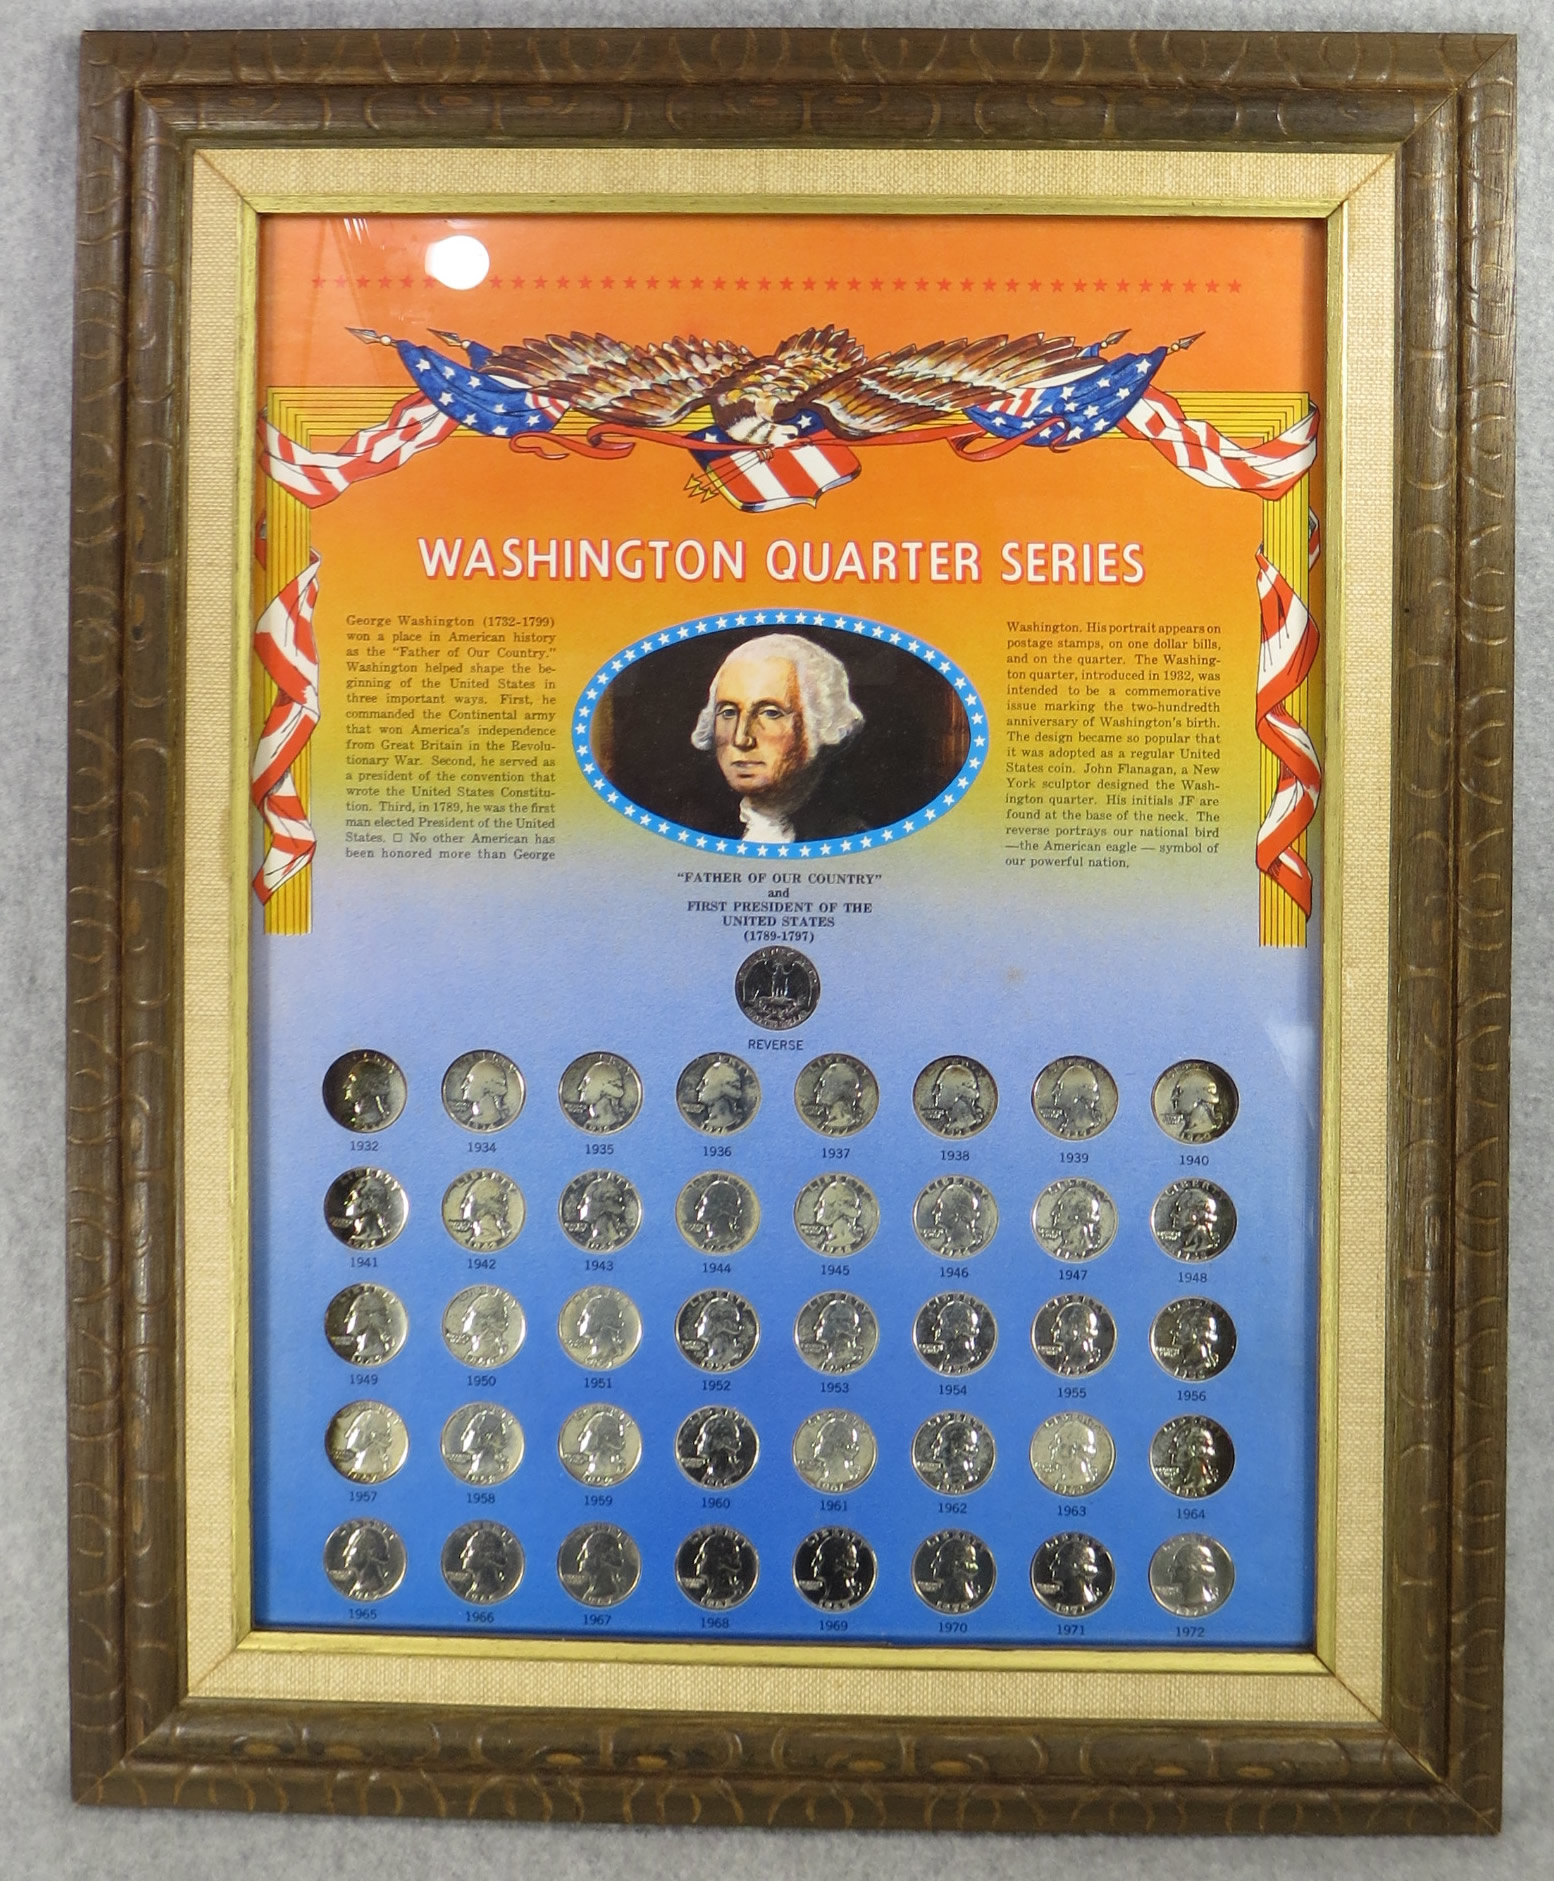 WASHINGTON QUARTER SERIES
George Washington (1732-1799)
won a place in American history
as the "Father of Our Country."
Washington helped shape the be-
ginning of the United States in
three important ways. First, he
commanded the Continental army
that won America's independence
from Great Britain in the Revolu-
tionary War. Second, he served as
a president of the convention that
wrote the United States Constitu-
tion. Third, in 1789, he was the first
man elected President of the United
States. □ No other American has
been honored more than George
Washington. His portrait appears on
postage stamps, on one dollar bills,
and on the quarter. The Washing-
ton quarter, introduced in 1932, was
intended to be a commemorative
issue marking the two-hundredth
anniversary of Washington's birth.
The design became so popular that
it was adopted as a regular United
States coin. John Flanagan, a New
York sculptor designed the Wash-
ington quarter. His initials JF are
found at the base of the neck. The
reverse portrays our national bird
—the American eagle — symbol of
our powerful nation.
"FATHER OF OUR COUNTRY"
and
FIRST PRESIDENT OF THE
UNITED STATES
(1789-1797)
REVERSE
1932 1934 1935 1936 1937 1938 1939 1940
1941 1942 1943 1944 1945 1946 1947 1948
1949 1950 1951 1952 1953 1954 1955 1956
1957 1958 1959 1960 1961 1962 1963 1964
1965 1966 1967 1968 1969 1970 1971 1972